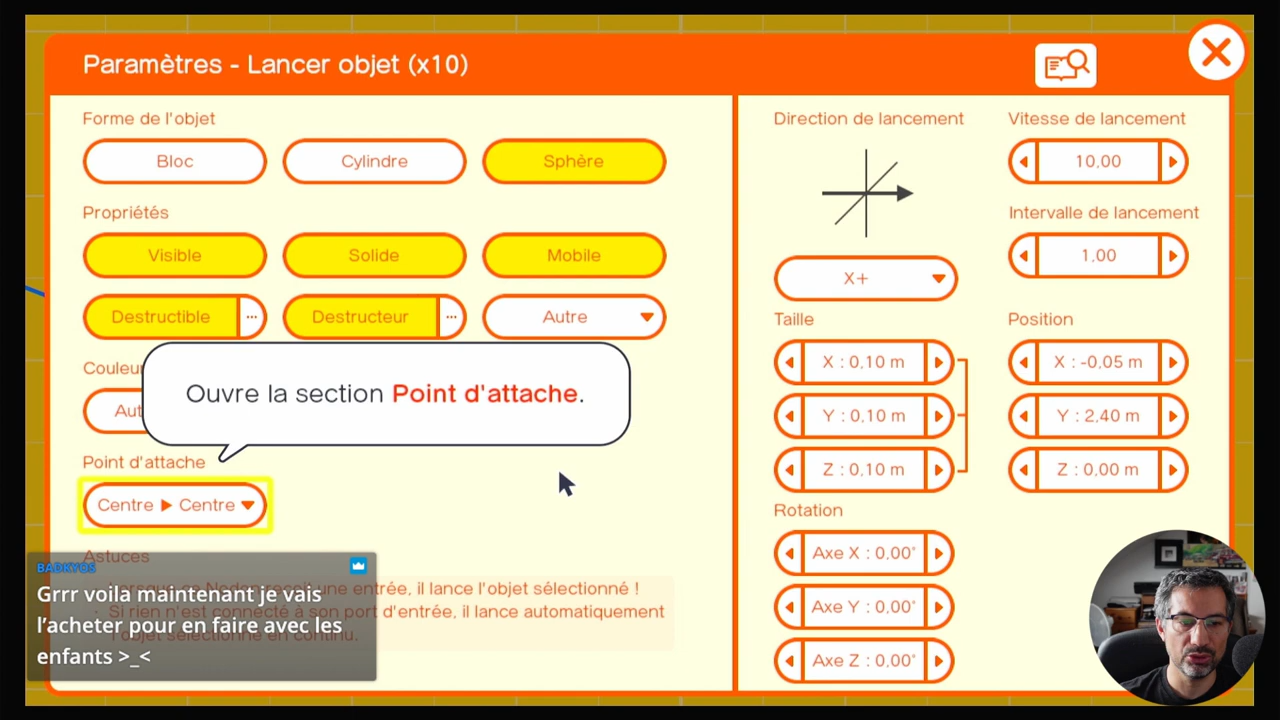 Paramètres - Lancer objet (x10)
Forme de l'objet
Bloc
Cylindre
Sphère
Propriétés
Visible
Solide
Mobile
Destructible
...
Destructeur
...
Autre
Couleur
Aut
Ouvre la section Point d'attache.
Point d'attache
Centre ▶ Centre
Astuces
une entrée, il lance l'objet sélectionné !
· Si rien n'est connecté à son port d'entrée, il lance automatiquement
l'objet sélectionné en continu.
BADKYOS
Grrr voila maintenant je vais
l'acheter pour en faire avec les
enfants >_<
Direction de lancement
X+
Vitesse de lancement
10,00
Intervalle de lancement
1,00
Taille
X : 0,10 m
Y : 0,10 m
Z : 0,10 m
Position
X : -0,05 m
Y : 2,40 m
Z : 0,00 m
Rotation
Axe X : 0,00°
Axe Y : 0,00°
Axe Z : 0,00°